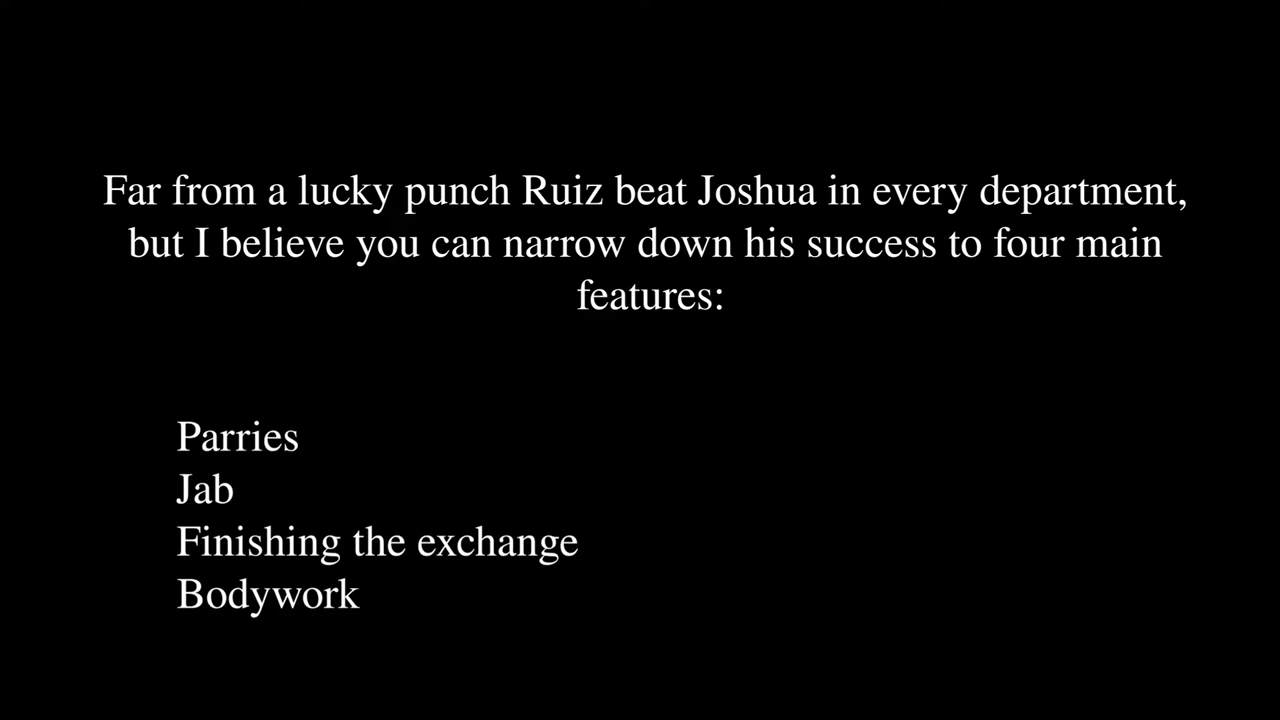 Far from a lucky punch Ruiz beat Joshua in every department,
but I believe you can narrow down his success to four main
features:
Parries
Jab
Finishing the exchange
Bodywork